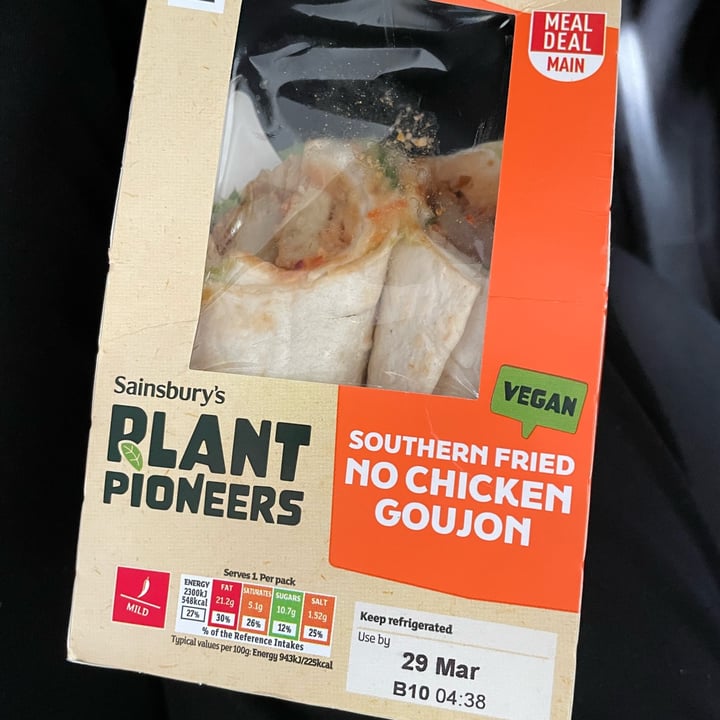 MEAL
DEAL
MAIN
Sainsbury's
PLANT
PIONEERS
VEGAN
SOUTHERN FRIED
NO CHICKEN
GOUJON
MILD
Serves 1. Per pack
ENERGY 2300kJ 548kcal 27%
FAT 21.2g 30%
SATURATES 5.1g 26%
SUGARS 10.7g 12%
SALT 1.52g 25%
% of the Reference Intakes
Typical values per 100g: Energy 943kJ/225kcal
Keep refrigerated
Use by
29 Mar
B10 04:38